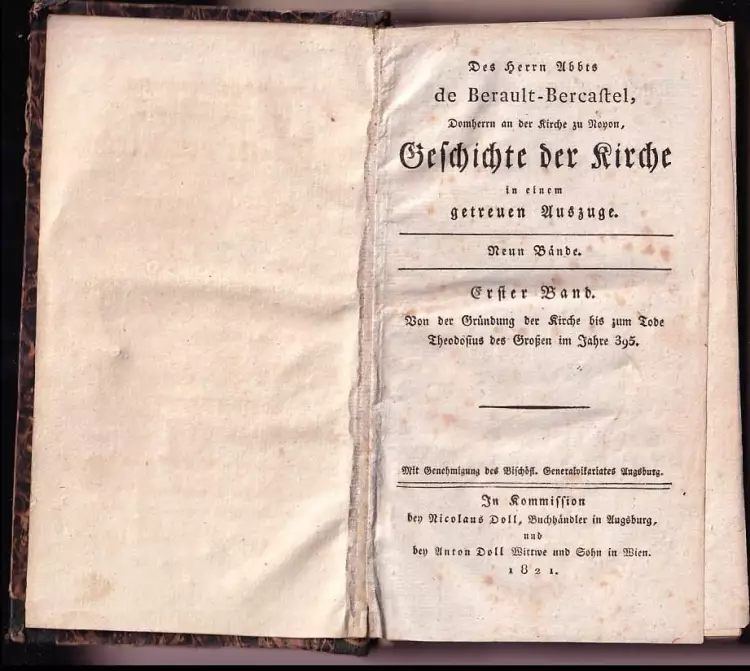 Des Herrn Abbts
de Berault-Bercaſtel,
Domherrn an der Kirche zu Noyon,
Geſchichte der Kirche
in einem
getreuen Auszuge.
Neun Bände.
Erſter Band.
Von der Gründung der Kirche bis zum Tode
Theodoſius des Großen im Jahre 395.
Mit Genehmigung des Biſchöfl. Generalvikariates Augsburg.
In Kommiſſion
bey Nicolaus Doll, Buchhändler in Augsburg,
und
bey Anton Doll Wittwe und Sohn in Wien.
1821.